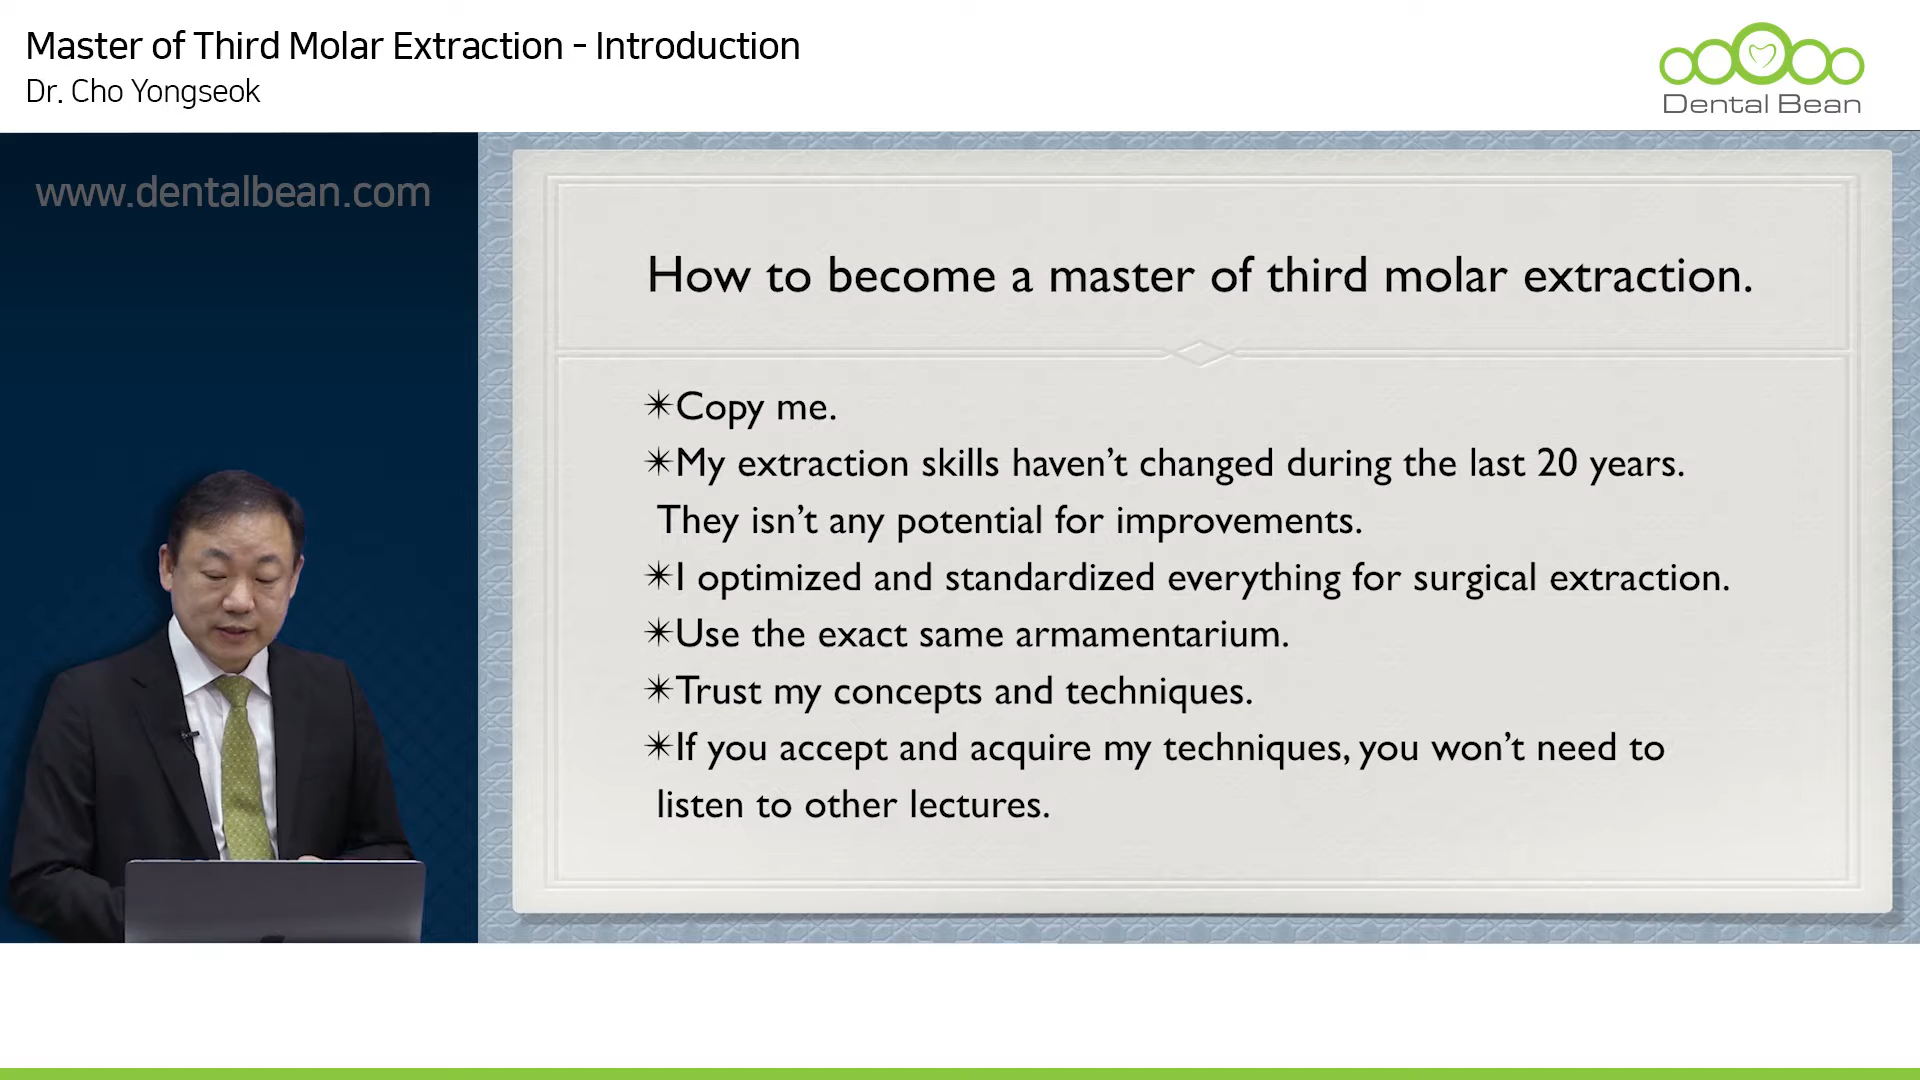 Master of Third Molar Extraction - Introduction
Dr. Cho Yongseok
Dental Bean
www.dentalbean.com
How to become a master of third molar extraction.
✴Copy me.
✴My extraction skills haven’t changed during the last 20 years.
They isn’t any potential for improvements.
✴I optimized and standardized everything for surgical extraction.
✴Use the exact same armamentarium.
✴Trust my concepts and techniques.
✴If you accept and acquire my techniques, you won’t need to
listen to other lectures.